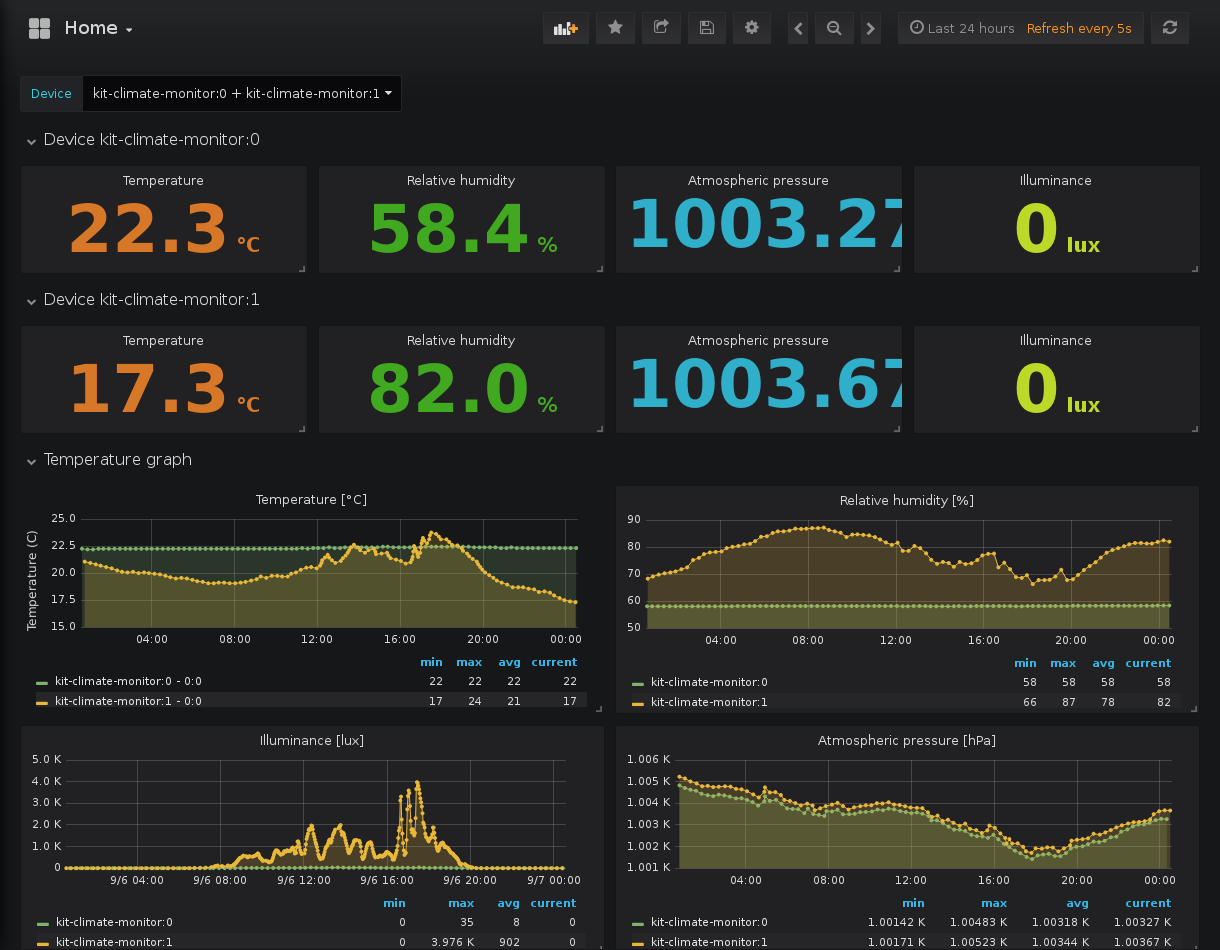 Home
Last 24 hours Refresh every 5s
Device kit-climate-monitor:0 + kit-climate-monitor:1
Device kit-climate-monitor:0
Temperature Relative humidity Atmospheric pressure Illuminance
22.3 °C 58.4 % 1003.27 0 lux
Device kit-climate-monitor:1
Temperature Relative humidity Atmospheric pressure Illuminance
17.3 °C 82.0 % 1003.67 0 lux
Temperature graph
Temperature [°C]
Temperature (C)
25.0
22.5
20.0
17.5
15.0
04:00 08:00 12:00 16:00 20:00 00:00
min max avg current
kit-climate-monitor:0 - 0:0 22 22 22 22
kit-climate-monitor:1 - 0:0 17 24 21 17
Relative humidity [%]
90
80
70
60
50
04:00 08:00 12:00 16:00 20:00 00:00
min max avg current
kit-climate-monitor:0 58 58 58 58
kit-climate-monitor:1 66 87 78 82
Illuminance [lux]
5.0 K
4.0 K
3.0 K
2.0 K
1.0 K
0
9/6 04:00 9/6 08:00 9/6 12:00 9/6 16:00 9/6 20:00 9/7 00:00
min max avg current
kit-climate-monitor:0 0 35 8 0
kit-climate-monitor:1 0 3.976 K 902 0
Atmospheric pressure [hPa]
1.006 K
1.005 K
1.004 K
1.003 K
1.002 K
1.001 K
04:00 08:00 12:00 16:00 20:00 00:00
min max avg current
kit-climate-monitor:0 1.00142 K 1.00483 K 1.00318 K 1.00327 K
kit-climate-monitor:1 1.00171 K 1.00523 K 1.00344 K 1.00367 K